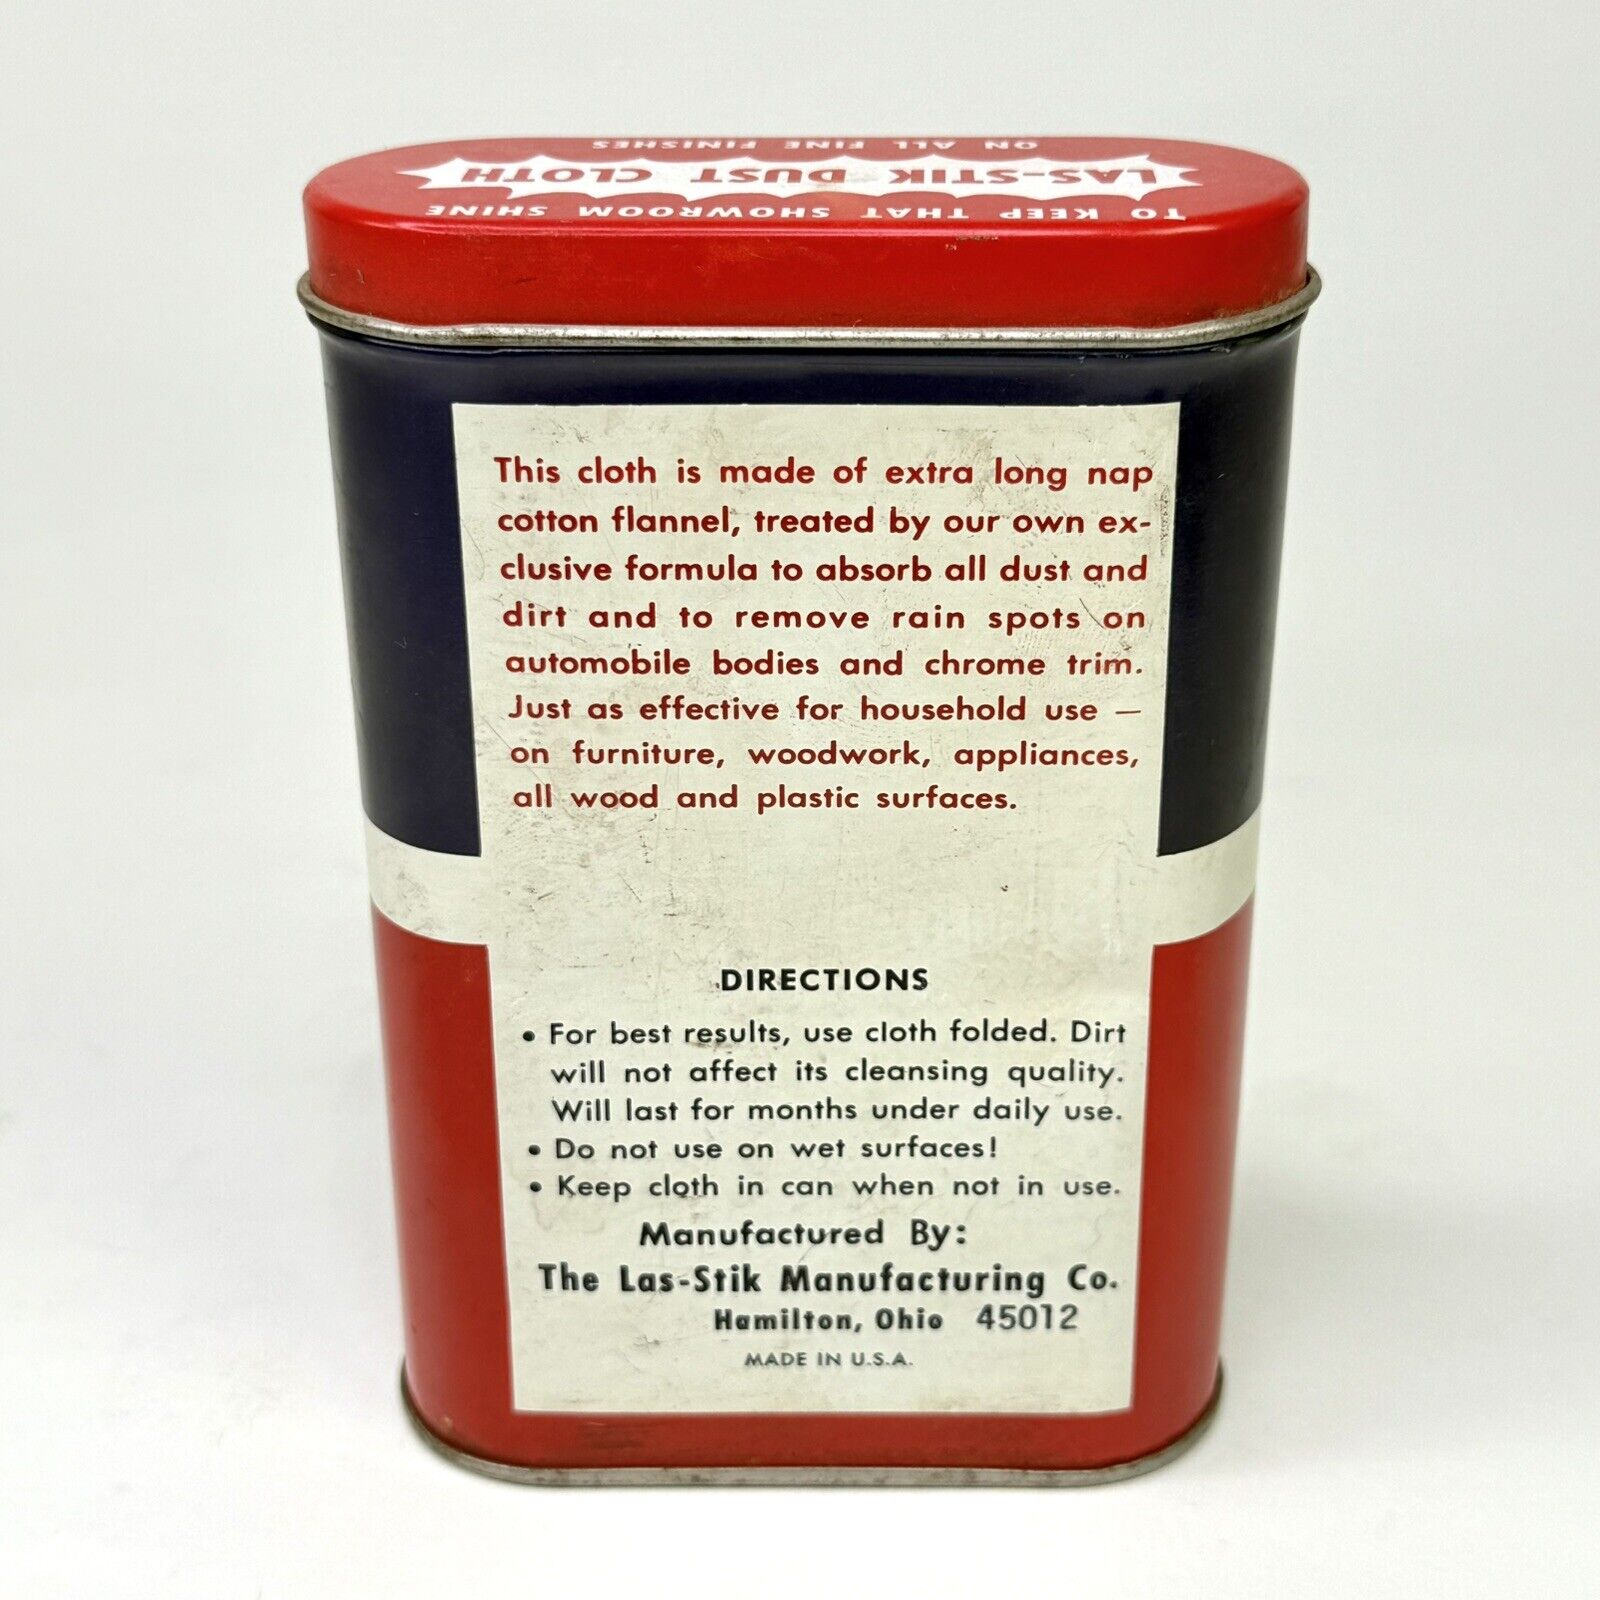 TO KEEP THAT SHOWROOM SHINE
LAS-STIK DUST CLOTH
ON ALL FINE FINISHES
This cloth is made of extra long nap
cotton flannel, treated by our own ex-
clusive formula to absorb all dust and
dirt and to remove rain spots on
automobile bodies and chrome trim.
Just as effective for household use —
on furniture, woodwork, appliances,
all wood and plastic surfaces.
DIRECTIONS
• For best results, use cloth folded. Dirt
will not affect its cleansing quality.
Will last for months under daily use.
• Do not use on wet surfaces!
• Keep cloth in can when not in use.
Manufactured By:
The Las-Stik Manufacturing Co.
Hamilton, Ohio 45012
MADE IN U.S.A.